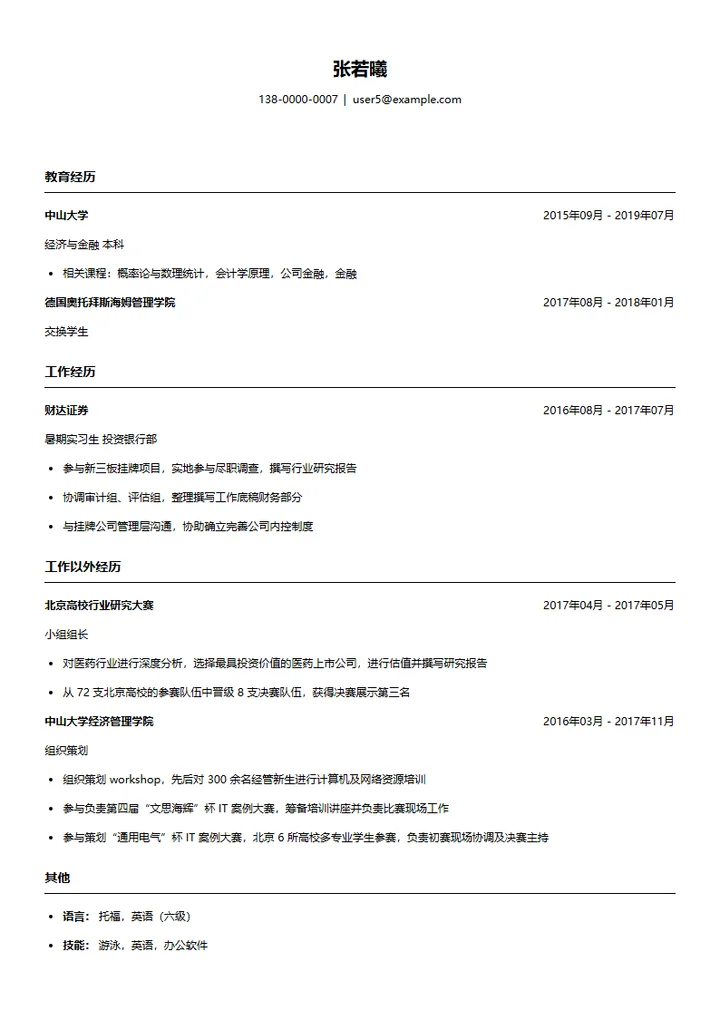 张若曦
138-0000-0007 | user5@example.com
教育经历
中山大学 2015年09月 - 2019年07月
经济与金融 本科
• 相关课程：概率论与数理统计，会计学原理，公司金融，金融
德国奥托拜斯海姆管理学院 2017年08月 - 2018年01月
交换学生
工作经历
财达证券 2016年08月 - 2017年07月
暑期实习生 投资银行部
• 参与新三板挂牌项目，实地参与尽职调查，撰写行业研究报告
• 协调审计组、评估组，整理撰写工作底稿财务部分
• 与挂牌公司管理层沟通，协助确立完善公司内控制度
工作以外经历
北京高校行业研究大赛 2017年04月 - 2017年05月
小组组长
• 对医药行业进行深度分析，选择最具投资价值的医药上市公司，进行估值并撰写研究报告
• 从 72 支北京高校的参赛队伍中晋级 8 支决赛队伍，获得决赛展示第三名
中山大学经济管理学院 2016年03月 - 2017年11月
组织策划
• 组织策划 workshop，先后对 300 余名经管新生进行计算机及网络资源培训
• 参与负责第四届“文思海辉”杯 IT 案例大赛，筹备培训讲座并负责比赛现场工作
• 参与策划“通用电气”杯 IT 案例大赛，北京 6 所高校多专业学生参赛，负责初赛现场协调及决赛主持
其他
• 语言： 托福，英语（六级）
• 技能： 游泳，英语，办公软件